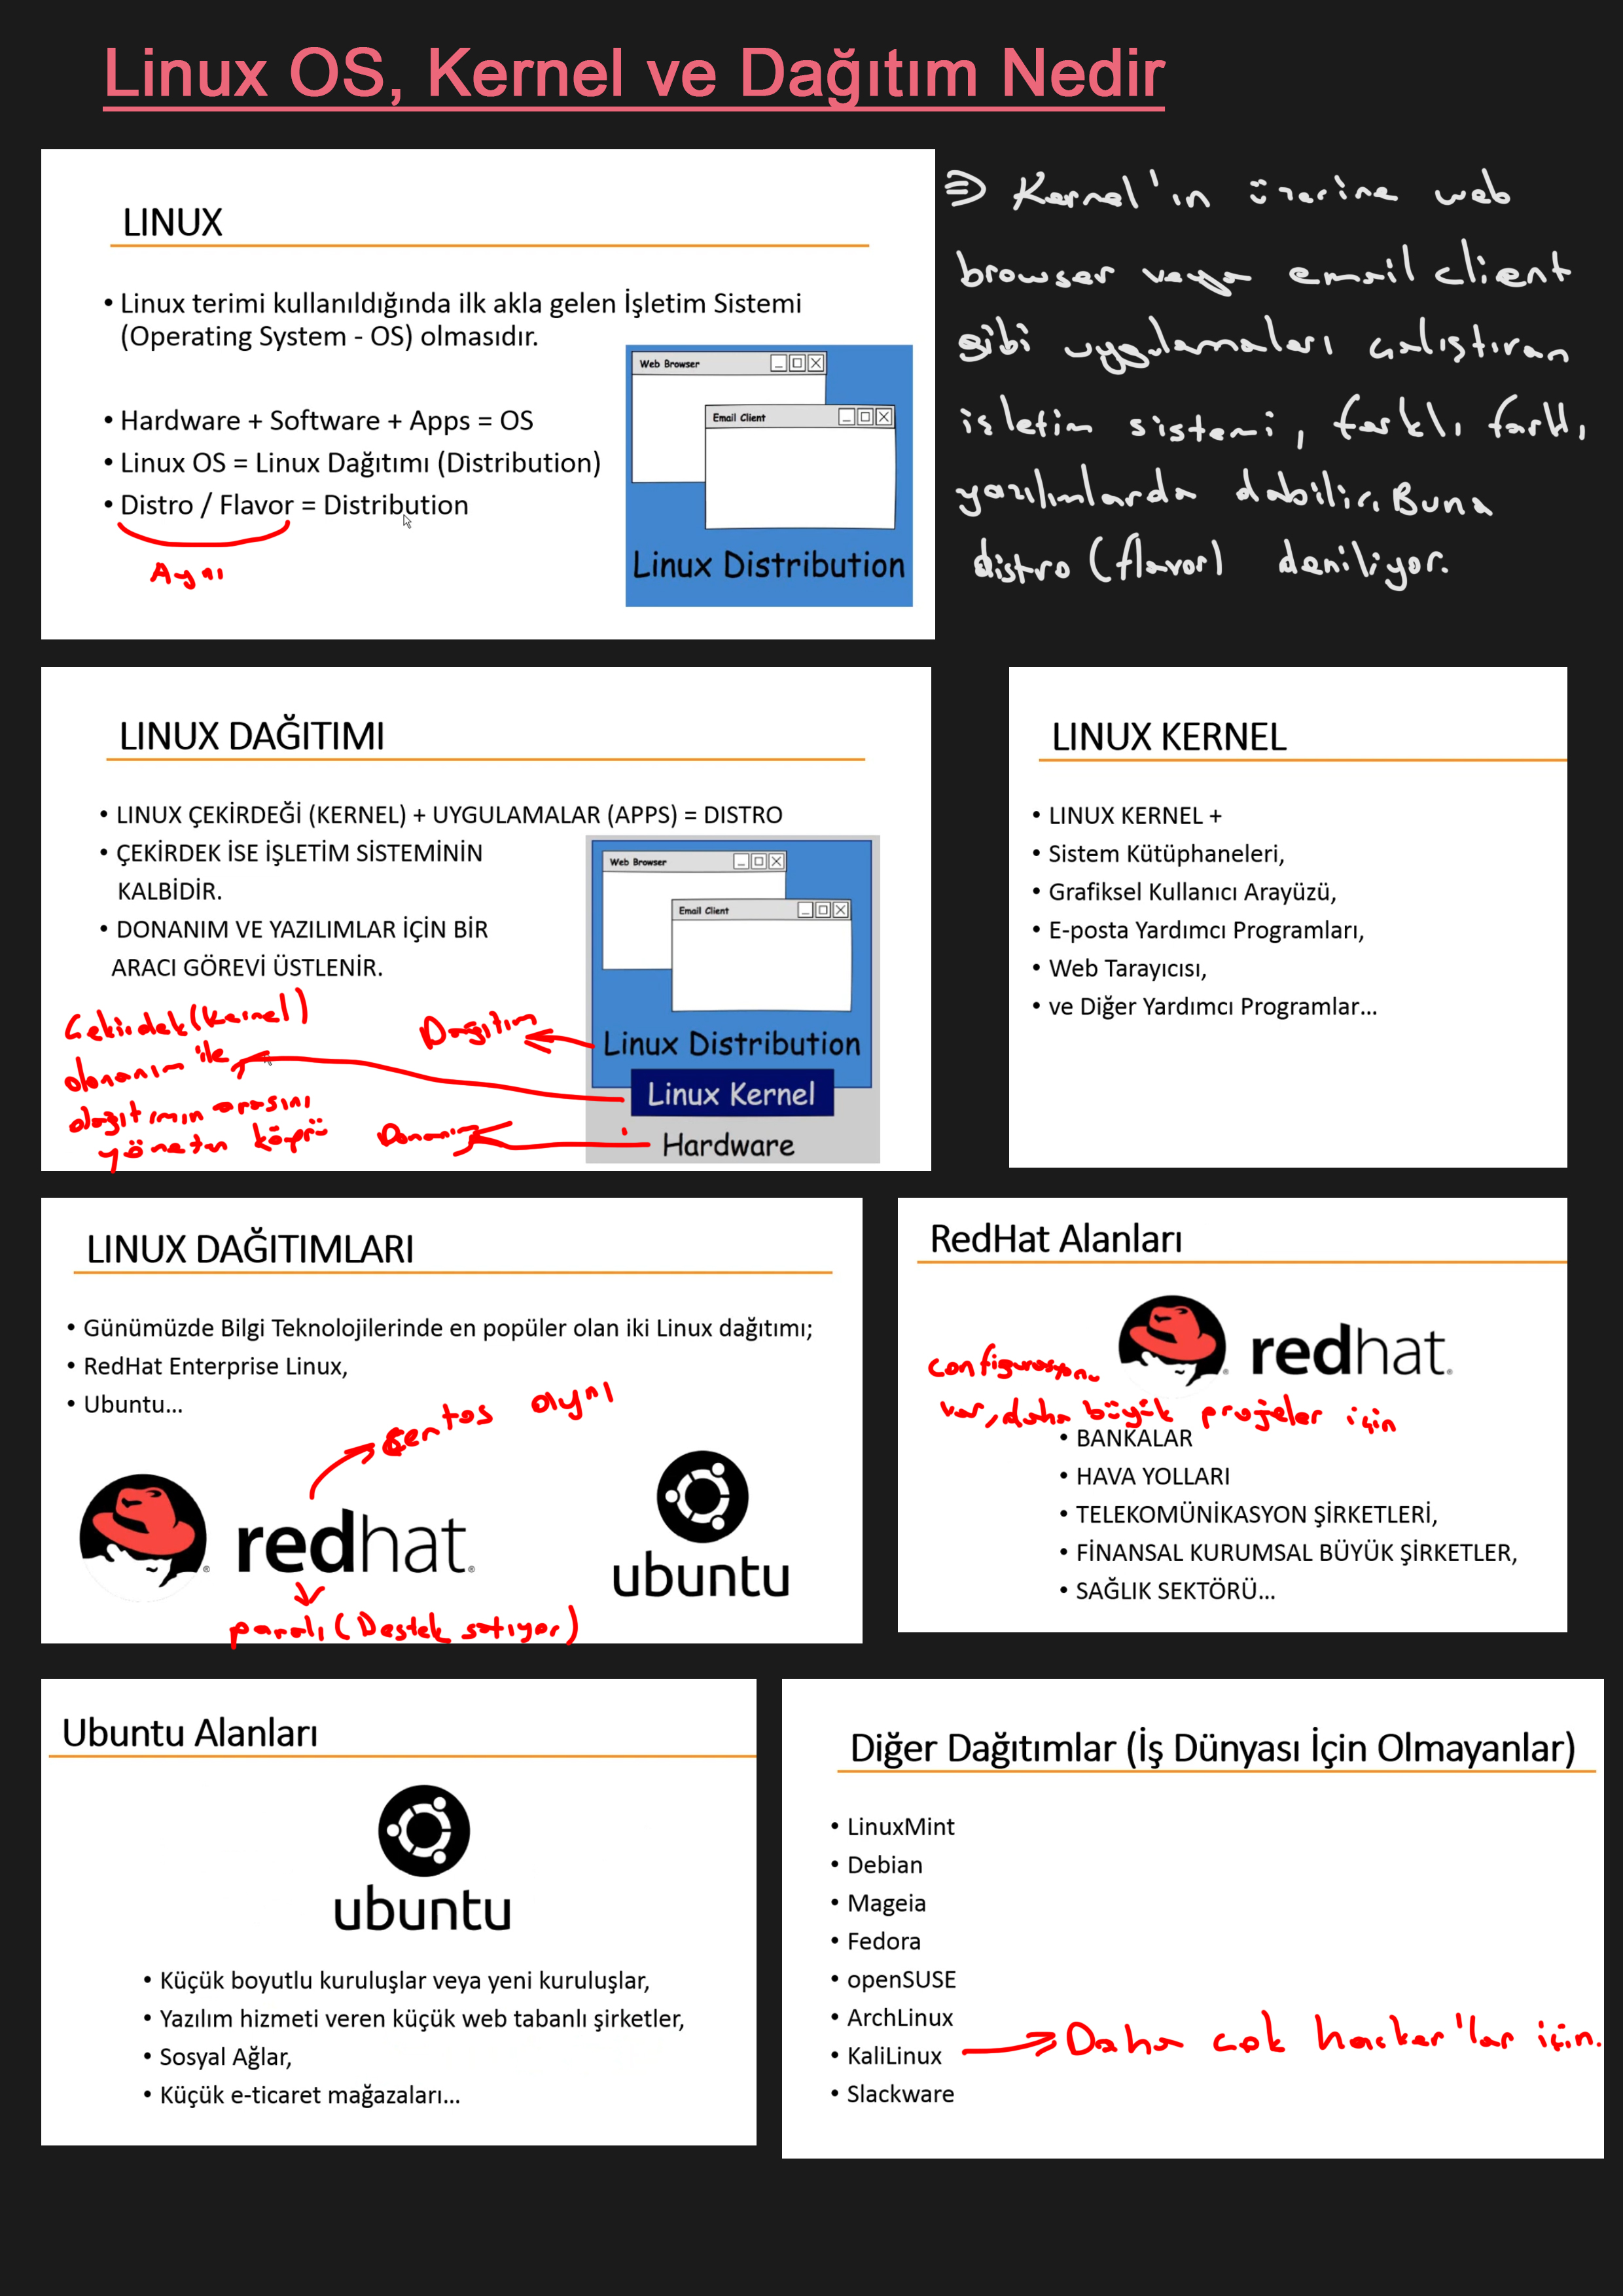 Linux OS, Kernel ve Dağıtım Nedir
LINUX
• Linux terimi kullanıldığında ilk akla gelen İşletim Sistemi
(Operating System - OS) olmasıdır.
• Hardware + Software + Apps = OS
• Linux OS = Linux Dağıtımı (Distribution)
• Distro / Flavor = Distribution
Aynı
Web Browser
Email Client
Linux Distribution
⇒ Kernel'ın üzerine web
browser veya email client
gibi uygulamaları çalıştıran
işletim sistemi, farklı farklı
yazılımlarda olabilir. Buna
distro (flavor) deniliyor.
LINUX DAĞITIMI
• LINUX ÇEKİRDEĞİ (KERNEL) + UYGULAMALAR (APPS) = DISTRO
• ÇEKİRDEK İSE İŞLETİM SİSTEMİNİN
KALBİDİR.
• DONANIM VE YAZILIMLAR İÇİN BİR
ARACI GÖREVİ ÜSTLENİR.
Çekirdek (Kernel)
donanım ile
dağıtımın arasını
yöneten köprü
Dağıtım
Donanım
Web Browser
Email Client
Linux Distribution
Linux Kernel
Hardware
LINUX KERNEL
• LINUX KERNEL +
• Sistem Kütüphaneleri,
• Grafiksel Kullanıcı Arayüzü,
• E-posta Yardımcı Programları,
• Web Tarayıcısı,
• ve Diğer Yardımcı Programlar...
LINUX DAĞITIMLARI
• Günümüzde Bilgi Teknolojilerinde en popüler olan iki Linux dağıtımı;
• RedHat Enterprise Linux,
• Ubuntu...
Centos aynı
redhat
ubuntu
paralı (Destek satıyor)
RedHat Alanları
redhat
configurasyonu
var, daha büyük projeler için
• BANKALAR
• HAVA YOLLARI
• TELEKOMÜNİKASYON ŞİRKETLERİ,
• FİNANSAL KURUMSAL BÜYÜK ŞİRKETLER,
• SAĞLIK SEKTÖRÜ...
Ubuntu Alanları
ubuntu
• Küçük boyutlu kuruluşlar veya yeni kuruluşlar,
• Yazılım hizmeti veren küçük web tabanlı şirketler,
• Sosyal Ağlar,
• Küçük e-ticaret mağazaları...
Diğer Dağıtımlar (İş Dünyası İçin Olmayanlar)
• LinuxMint
• Debian
• Mageia
• Fedora
• openSUSE
• ArchLinux
• KaliLinux
Daha çok hacker'lar için.
• Slackware